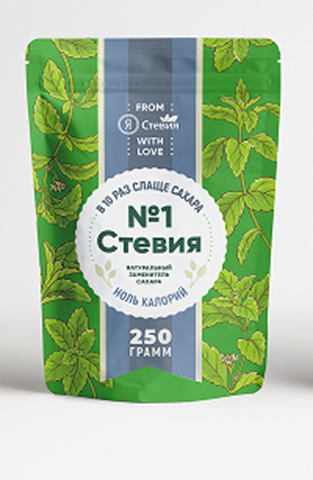 FROM
Я Стевия
WITH
LOVE
В 10 РАЗ СЛАЩЕ САХАРА
№1
Стевия
НАТУРАЛЬНЫЙ
ЗАМЕНИТЕЛЬ
САХАРА
НОЛЬ КАЛОРИЙ
250
ГРАММ